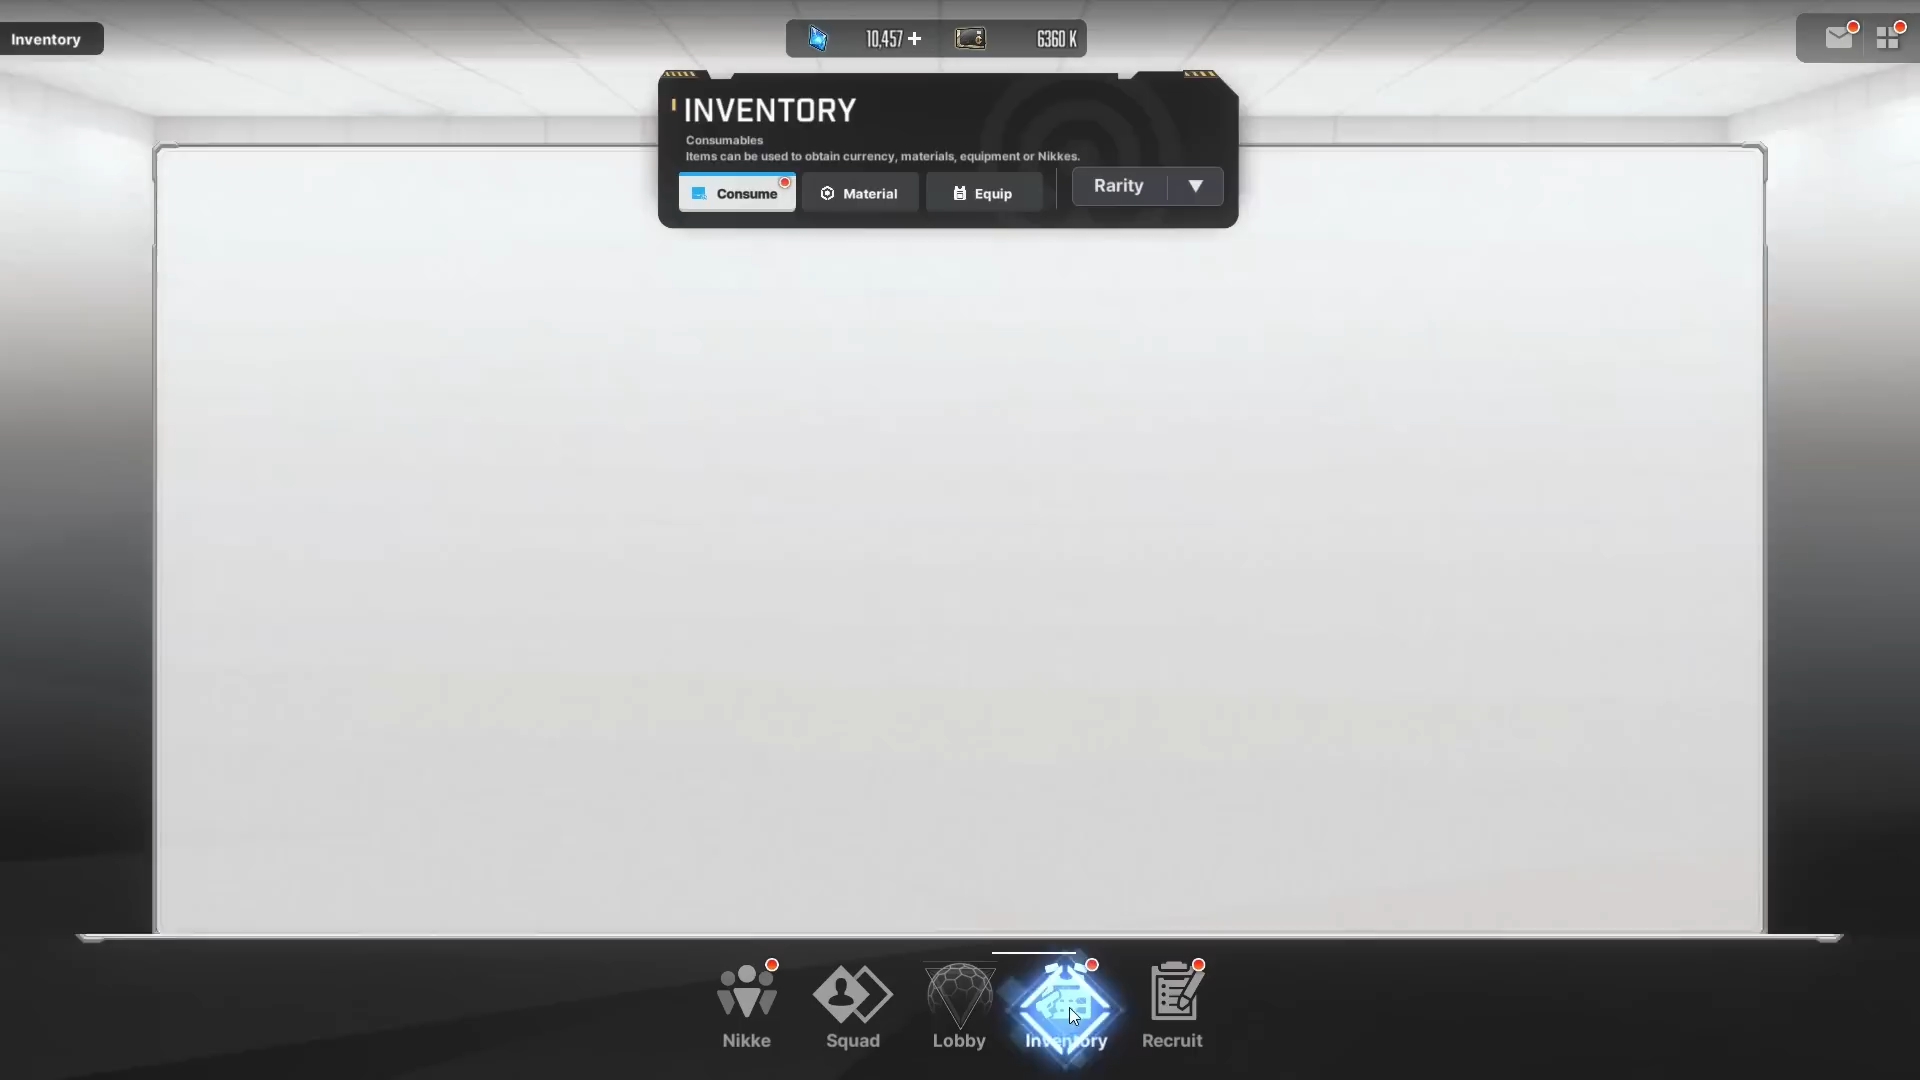 Inventory
10,457
6360 K
INVENTORY
Consumables
Items can be used to obtain currency, materials, equipment or Nikkes.
Consume
Material
Equip
Rarity
Nikke
Squad
Lobby
Inventory
Recruit